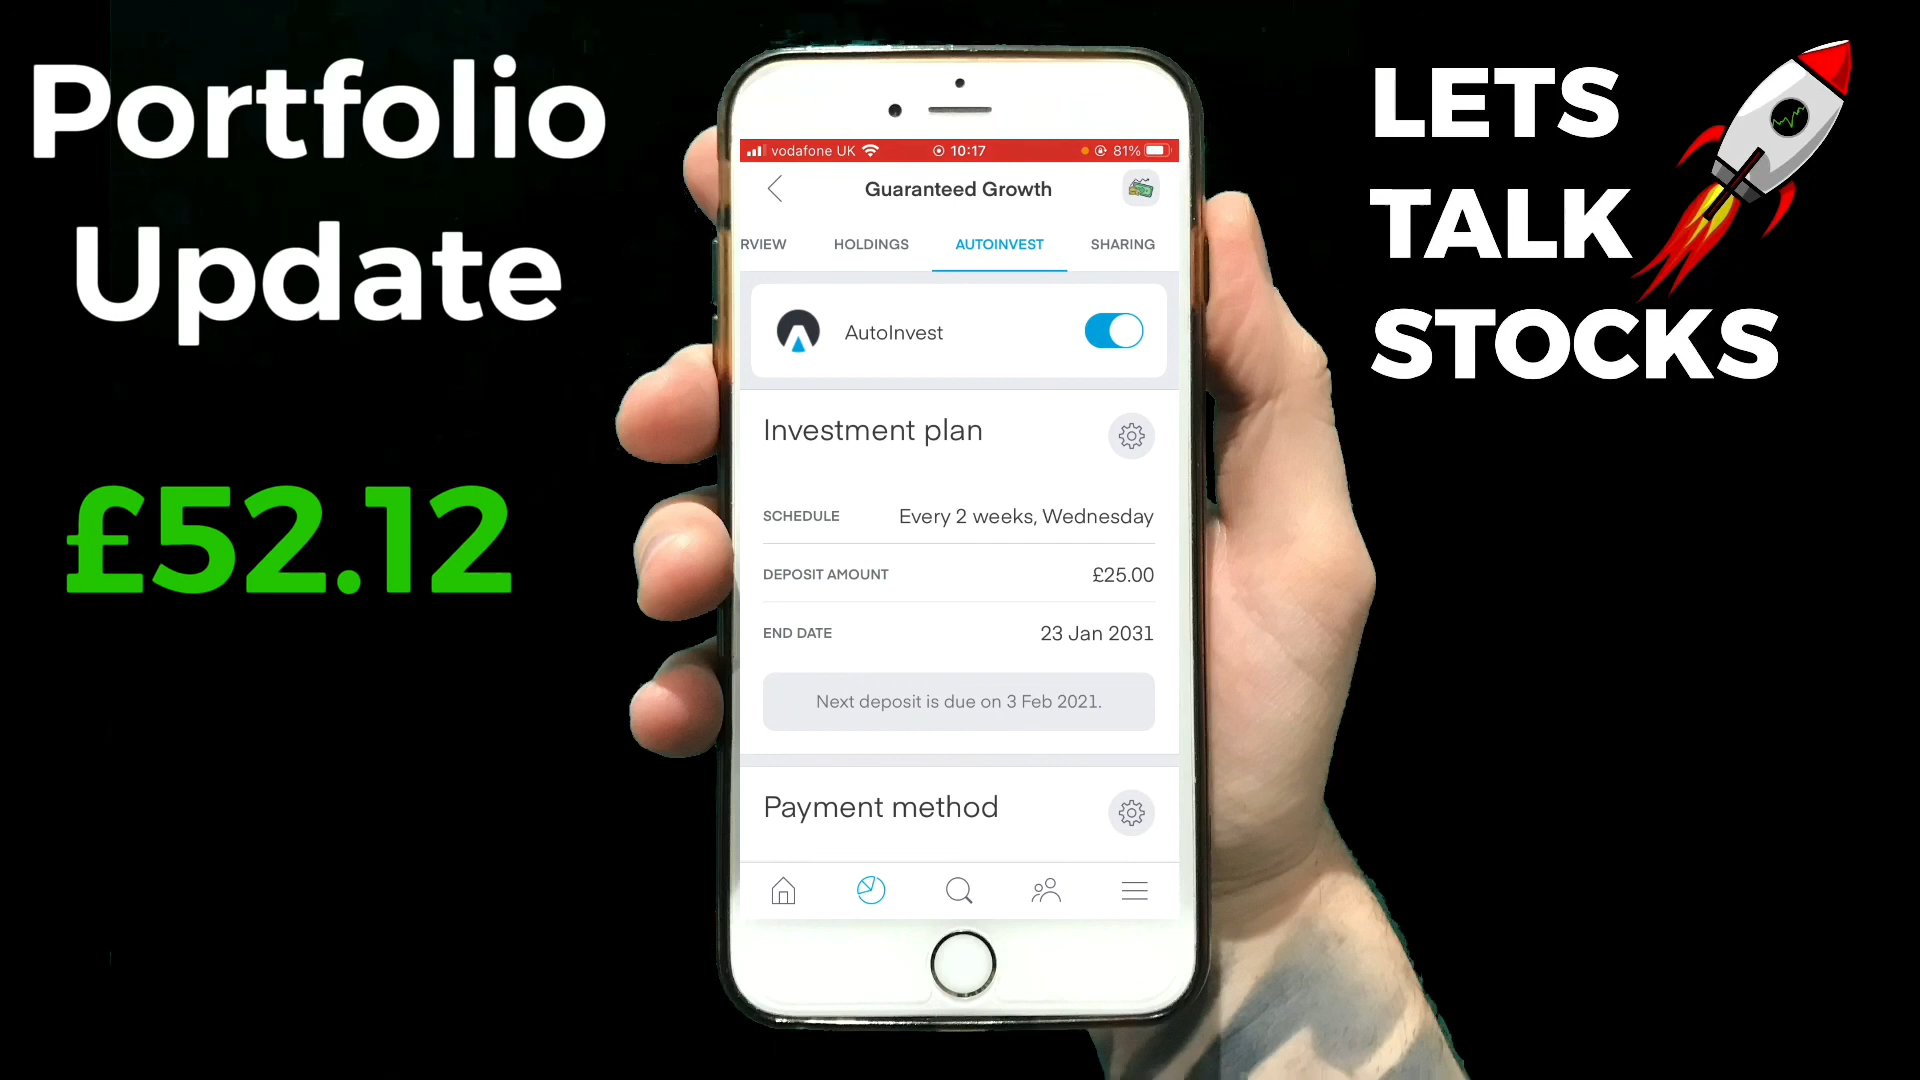 Portfolio
Update
£52.12
LETS
TALK
STOCKS
vodafone UK 10:17 81%
Guaranteed Growth
RVIEW HOLDINGS AUTOINVEST SHARING
AutoInvest
Investment plan
SCHEDULE Every 2 weeks, Wednesday
DEPOSIT AMOUNT £25.00
END DATE 23 Jan 2031
Next deposit is due on 3 Feb 2021.
Payment method